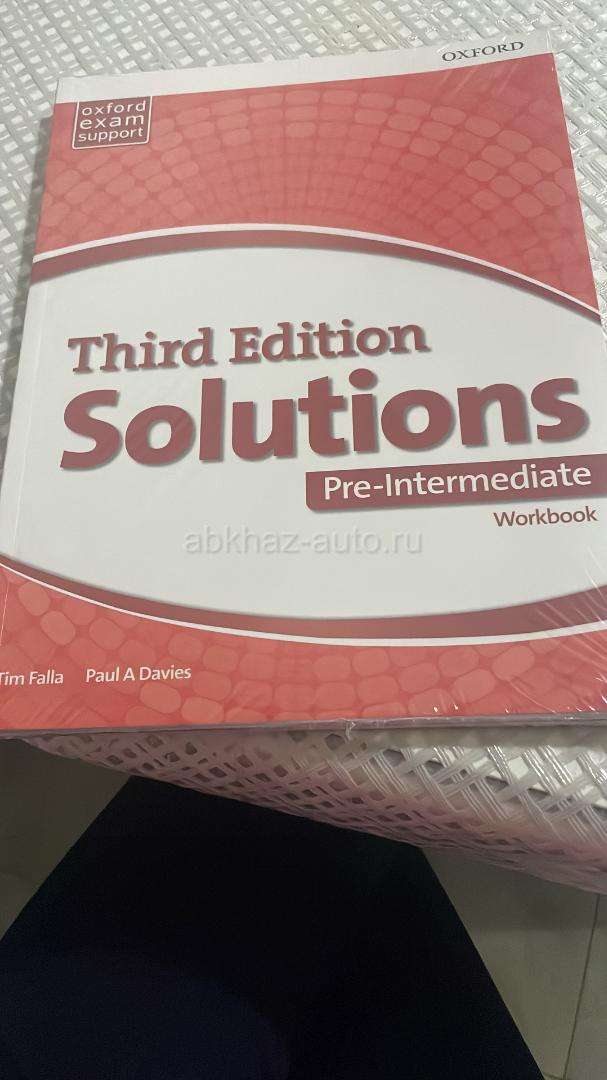 OXFORD
oxford
exam
support
Third Edition
Solutions
Pre-Intermediate
Workbook
abkhaz-auto.ru
Tim Falla Paul A Davies